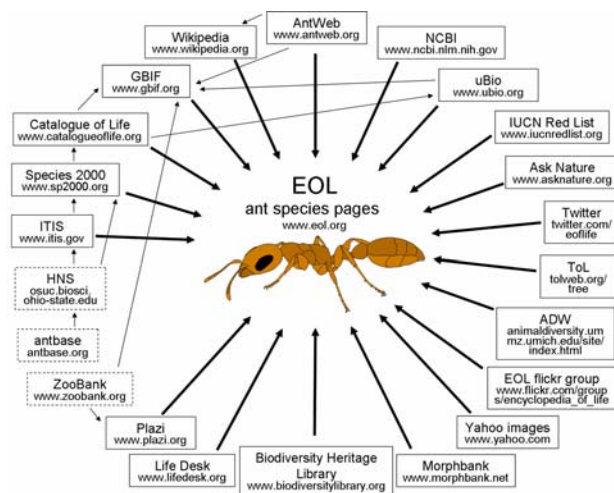 AntWeb
www.antweb.org
Wikipedia
www.wikipedia.org
NCBI
www.ncbi.nlm.nih.gov
GBIF
www.gbif.org
uBio
www.ubio.org
Catalogue of Life
www.catalogueoflife.org
IUCN Red List
www.iucnredlist.org
Species 2000
www.sp2000.org
EOL
ant species pages
www.eol.org
Ask Nature
www.asknature.org
ITIS
www.itis.gov
Twitter
twitter.com/
eoflife
HNS
osuc.biosci.
ohio-state.edu
ToL
tolweb.org/
tree
antbase
antbase.org
ADW
animaldiversity.um
mz.umich.edu/site/
index.html
ZooBank
www.zoobank.org
EOL flickr group
www.flickr.com/group
s/encyclopedia_of_life
Plazi
www.plazi.org
Yahoo images
www.yahoo.com
Life Desk
www.lifedesk.org
Biodiversity Heritage
Library
www.biodiversitylibrary.org
Morphbank
www.morphbank.net